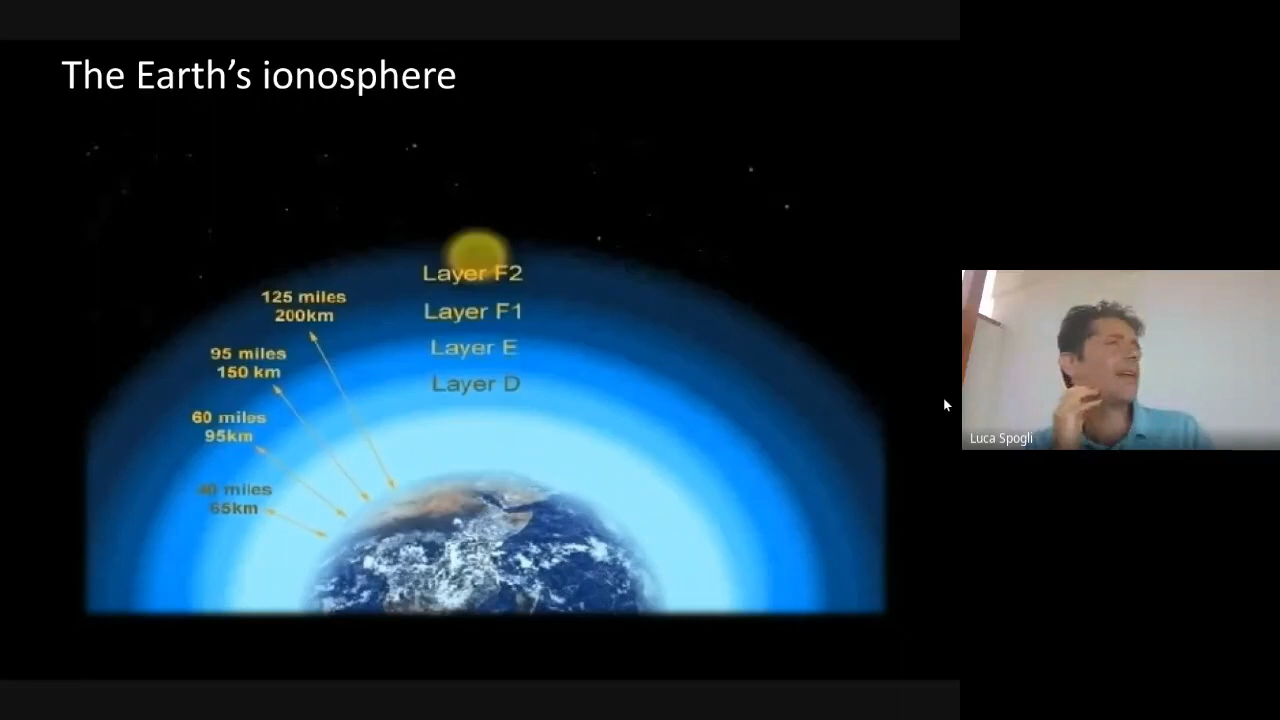 The Earth's ionosphere
Layer F2
125 miles
200km
Layer F1
95 miles
150 km
Layer E
Layer D
60 miles
95km
miles
65km
Luca Spogli